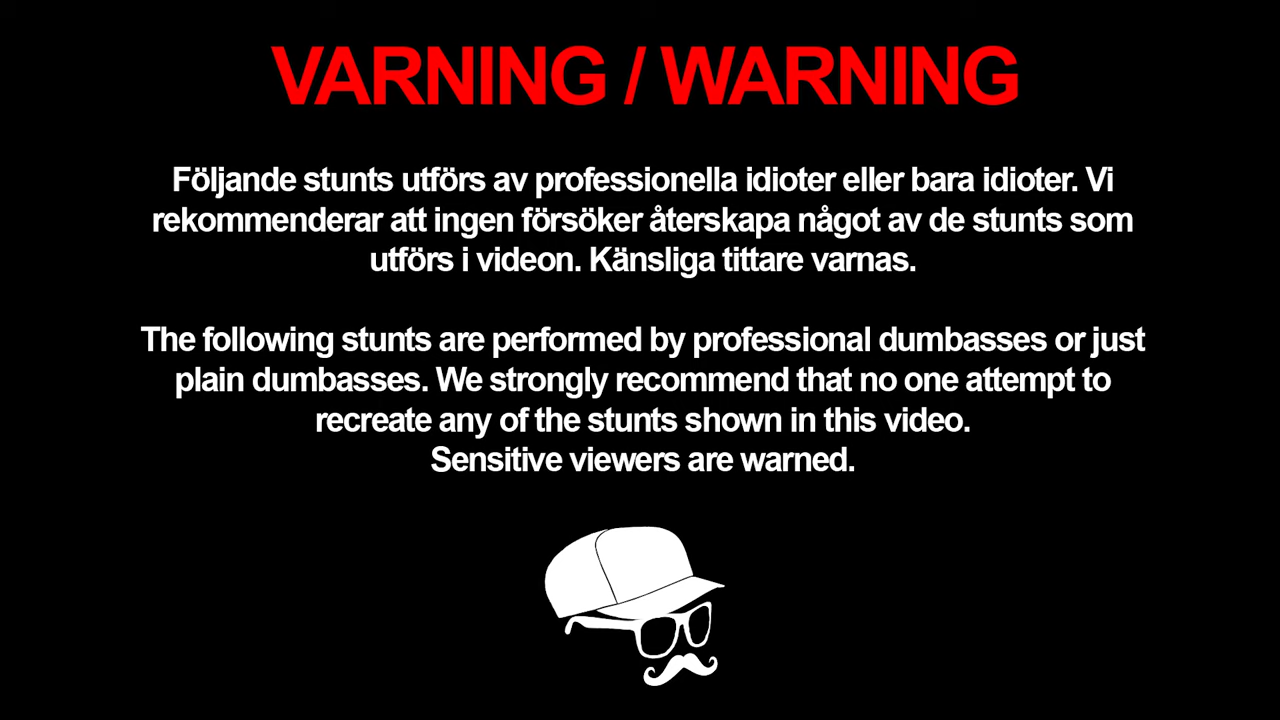 VARNING / WARNING
Följande stunts utförs av professionella idioter eller bara idioter. Vi
rekommenderar att ingen försöker återskapa något av de stunts som
utförs i videon. Känsliga tittare varnas.
The following stunts are performed by professional dumbasses or just
plain dumbasses. We strongly recommend that no one attempt to
recreate any of the stunts shown in this video.
Sensitive viewers are warned.